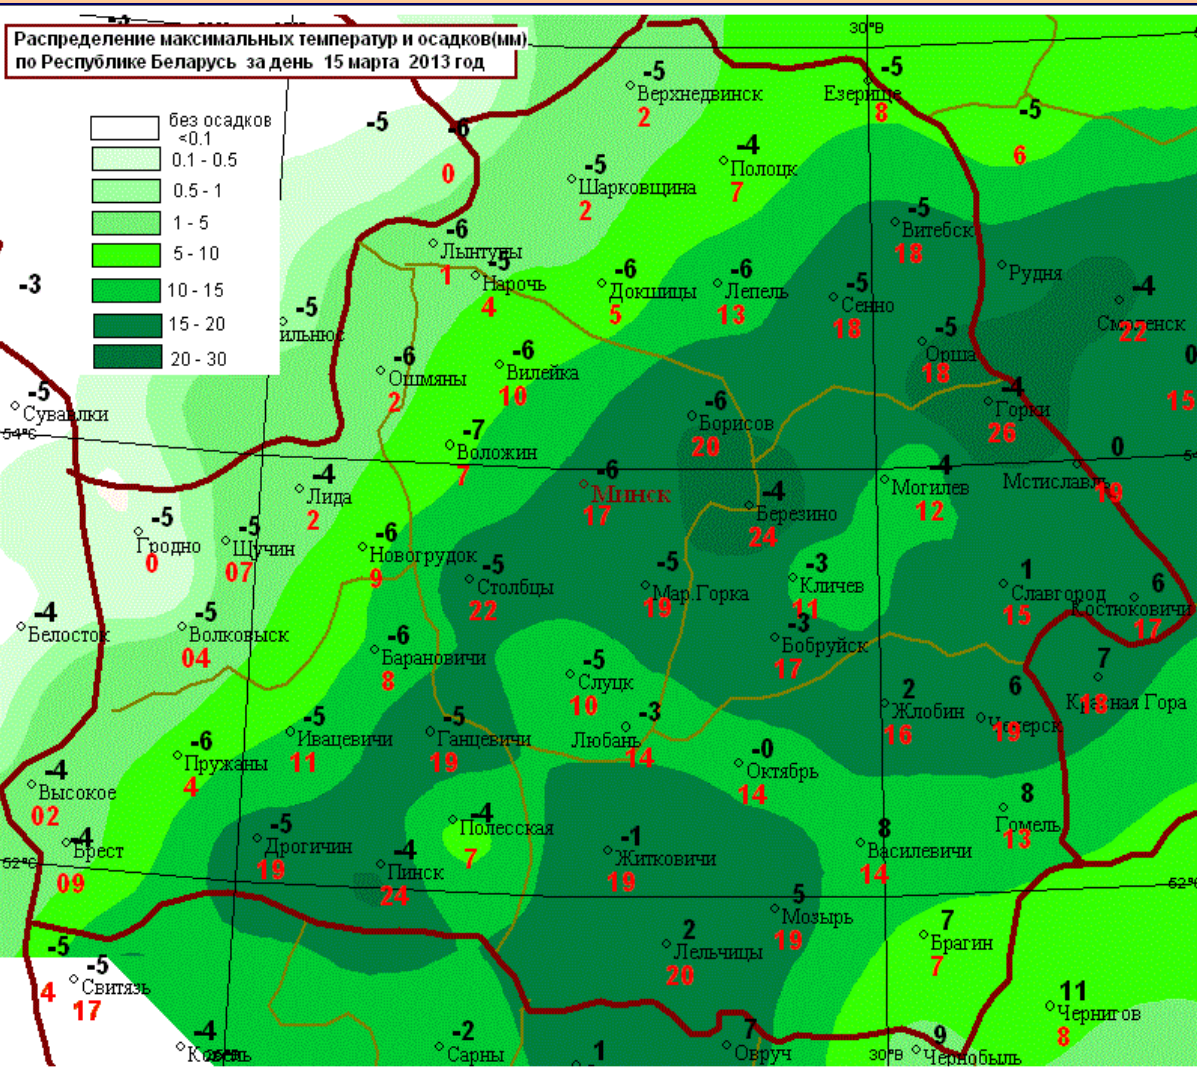 Распределение максимальных температур и осадков(мм)
по Республике Беларусь за день 15 марта 2013 год
без осадков
<0.1
0.1 - 0.5
0.5 - 1
1 - 5
5 - 10
10 - 15
15 - 20
20 - 30
30°В
-5
Верхнедвинск
2
-5
Езерище
8
-5
6
-5
-6
0
-4
Полоцк
7
-5
Шарковщина
2
-5
Витебск
18
-6
Лынтупы
1
-5
Нарочь
4
-6
Докшицы
5
-6
Лепель
13
-5
Сенно
18
Рудня
-4
Смоленск
22
-3
-5
ильнюс
-5
Орша
18
0
15
-6
Ошмяны
2
-6
Вилейка
10
-5
Сувалки
54°С
-6
Борисов
20
-4
Горки
26
-7
Воложин
7
0
Мстиславль
19
-4
Лида
2
-6
Минск
17
-4
Березино
24
-4
Могилев
12
-5
Гродно
0
-5
Щучин
07
-6
Новогрудок
9
-5
Столбцы
22
-5
Мар.Горка
19
-3
Кличев
11
1
Славгород
15
6
Костюковичи
17
-4
Белосток
-5
Волковыск
04
-6
Барановичи
8
-3
Бобруйск
17
-5
Слуцк
10
7
Красная Гора
18
2
Жлобин
16
6
Чечерск
19
-5
Ивацевичи
11
-5
Ганцевичи
19
-3
Любань
14
-6
Пружаны
4
-0
Октябрь
14
-4
Высокое
02
8
Гомель
13
-4
Брест
09
52°С
-5
Дрогичин
19
-4
Полесская
7
-4
Пинск
24
-1
Житковичи
19
8
Василевичи
14
52°С
5
Мозырь
19
2
Лельчицы
20
7
Брагин
7
-5
4
-5
Свитязь
17
11
Чернигов
8
-4
Ковель
-2
Сарны
1
7
Овруч
30°В
9
Чернобыль